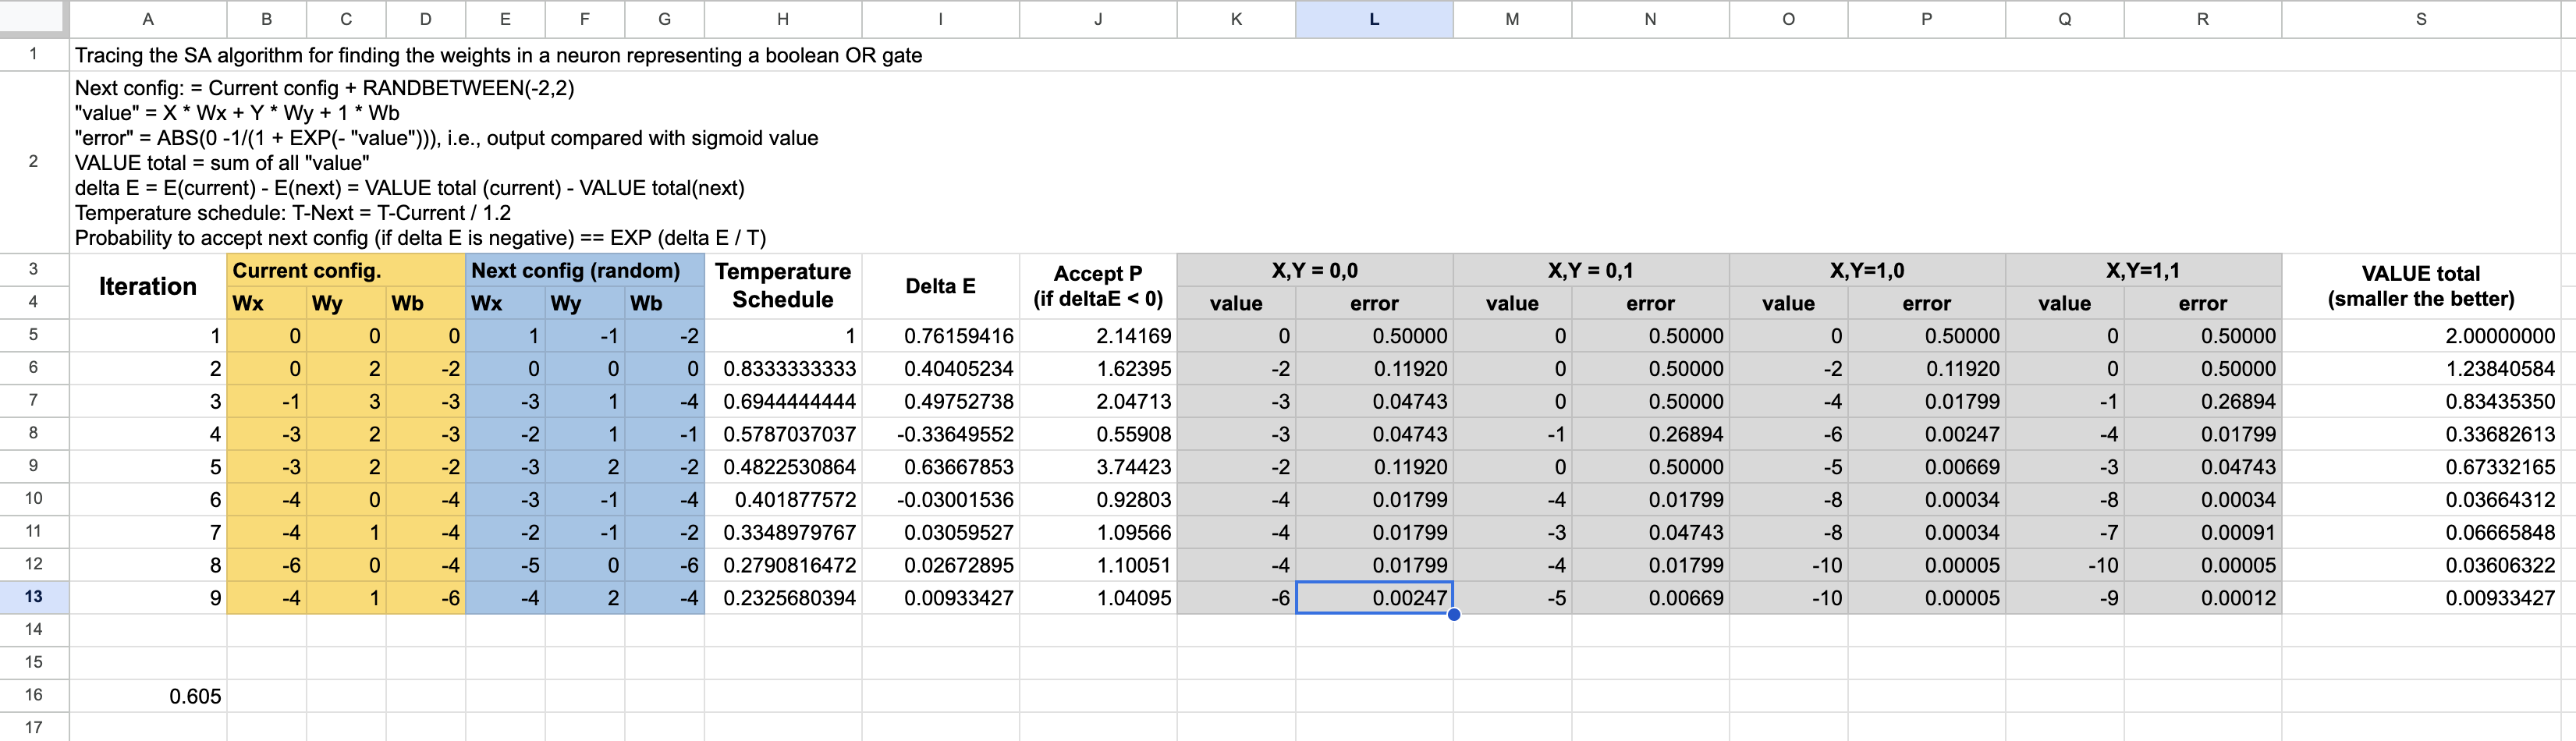 A B C D E F G H I J K L M N O P Q R S
1 Tracing the SA algorithm for finding the weights in a neuron representing a boolean OR gate
Next config: = Current config + RANDBETWEEN(-2,2)
"value" = X * Wx + Y * Wy + 1 * Wb
"error" = ABS(0 -1/(1 + EXP(- "value"))), i.e., output compared with sigmoid value
2 VALUE total = sum of all "value"
delta E = E(current) - E(next) = VALUE total (current) - VALUE total(next)
Temperature schedule: T-Next = T-Current / 1.2
Probability to accept next config (if delta E is negative) == EXP (delta E / T)
3 Iteration Current config. Next config (random) Temperature Schedule Delta E Accept P (if deltaE < 0) X,Y = 0,0 X,Y = 0,1 X,Y=1,0 X,Y=1,1 VALUE total (smaller the better)
4 Wx Wy Wb Wx Wy Wb value error value error value error value error
5 1 0 0 0 1 -1 -2 1 0.76159416 2.14169 0 0.50000 0 0.50000 0 0.50000 0 0.50000 2.00000000
6 2 0 2 -2 0 0 0 0.8333333333 0.40405234 1.62395 -2 0.11920 0 0.50000 -2 0.11920 0 0.50000 1.23840584
7 3 -1 3 -3 -3 1 -4 0.6944444444 0.49752738 2.04713 -3 0.04743 0 0.50000 -4 0.01799 -1 0.26894 0.83435350
8 4 -3 2 -3 -2 1 -1 0.5787037037 -0.33649552 0.55908 -3 0.04743 -1 0.26894 -6 0.00247 -4 0.01799 0.33682613
9 5 -3 2 -2 -3 2 -2 0.4822530864 0.63667853 3.74423 -2 0.11920 0 0.50000 -5 0.00669 -3 0.04743 0.67332165
10 6 -4 0 -4 -3 -1 -4 0.401877572 -0.03001536 0.92803 -4 0.01799 -4 0.01799 -8 0.00034 -8 0.00034 0.03664312
11 7 -4 1 -4 -2 -1 -2 0.3348979767 0.03059527 1.09566 -4 0.01799 -3 0.04743 -8 0.00034 -7 0.00091 0.06665848
12 8 -6 0 -4 -5 0 -6 0.2790816472 0.02672895 1.10051 -4 0.01799 -4 0.01799 -10 0.00005 -10 0.00005 0.03606322
13 9 -4 1 -6 -4 2 -4 0.2325680394 0.00933427 1.04095 -6 0.00247 -5 0.00669 -10 0.00005 -9 0.00012 0.00933427
14
15
16 0.605
17